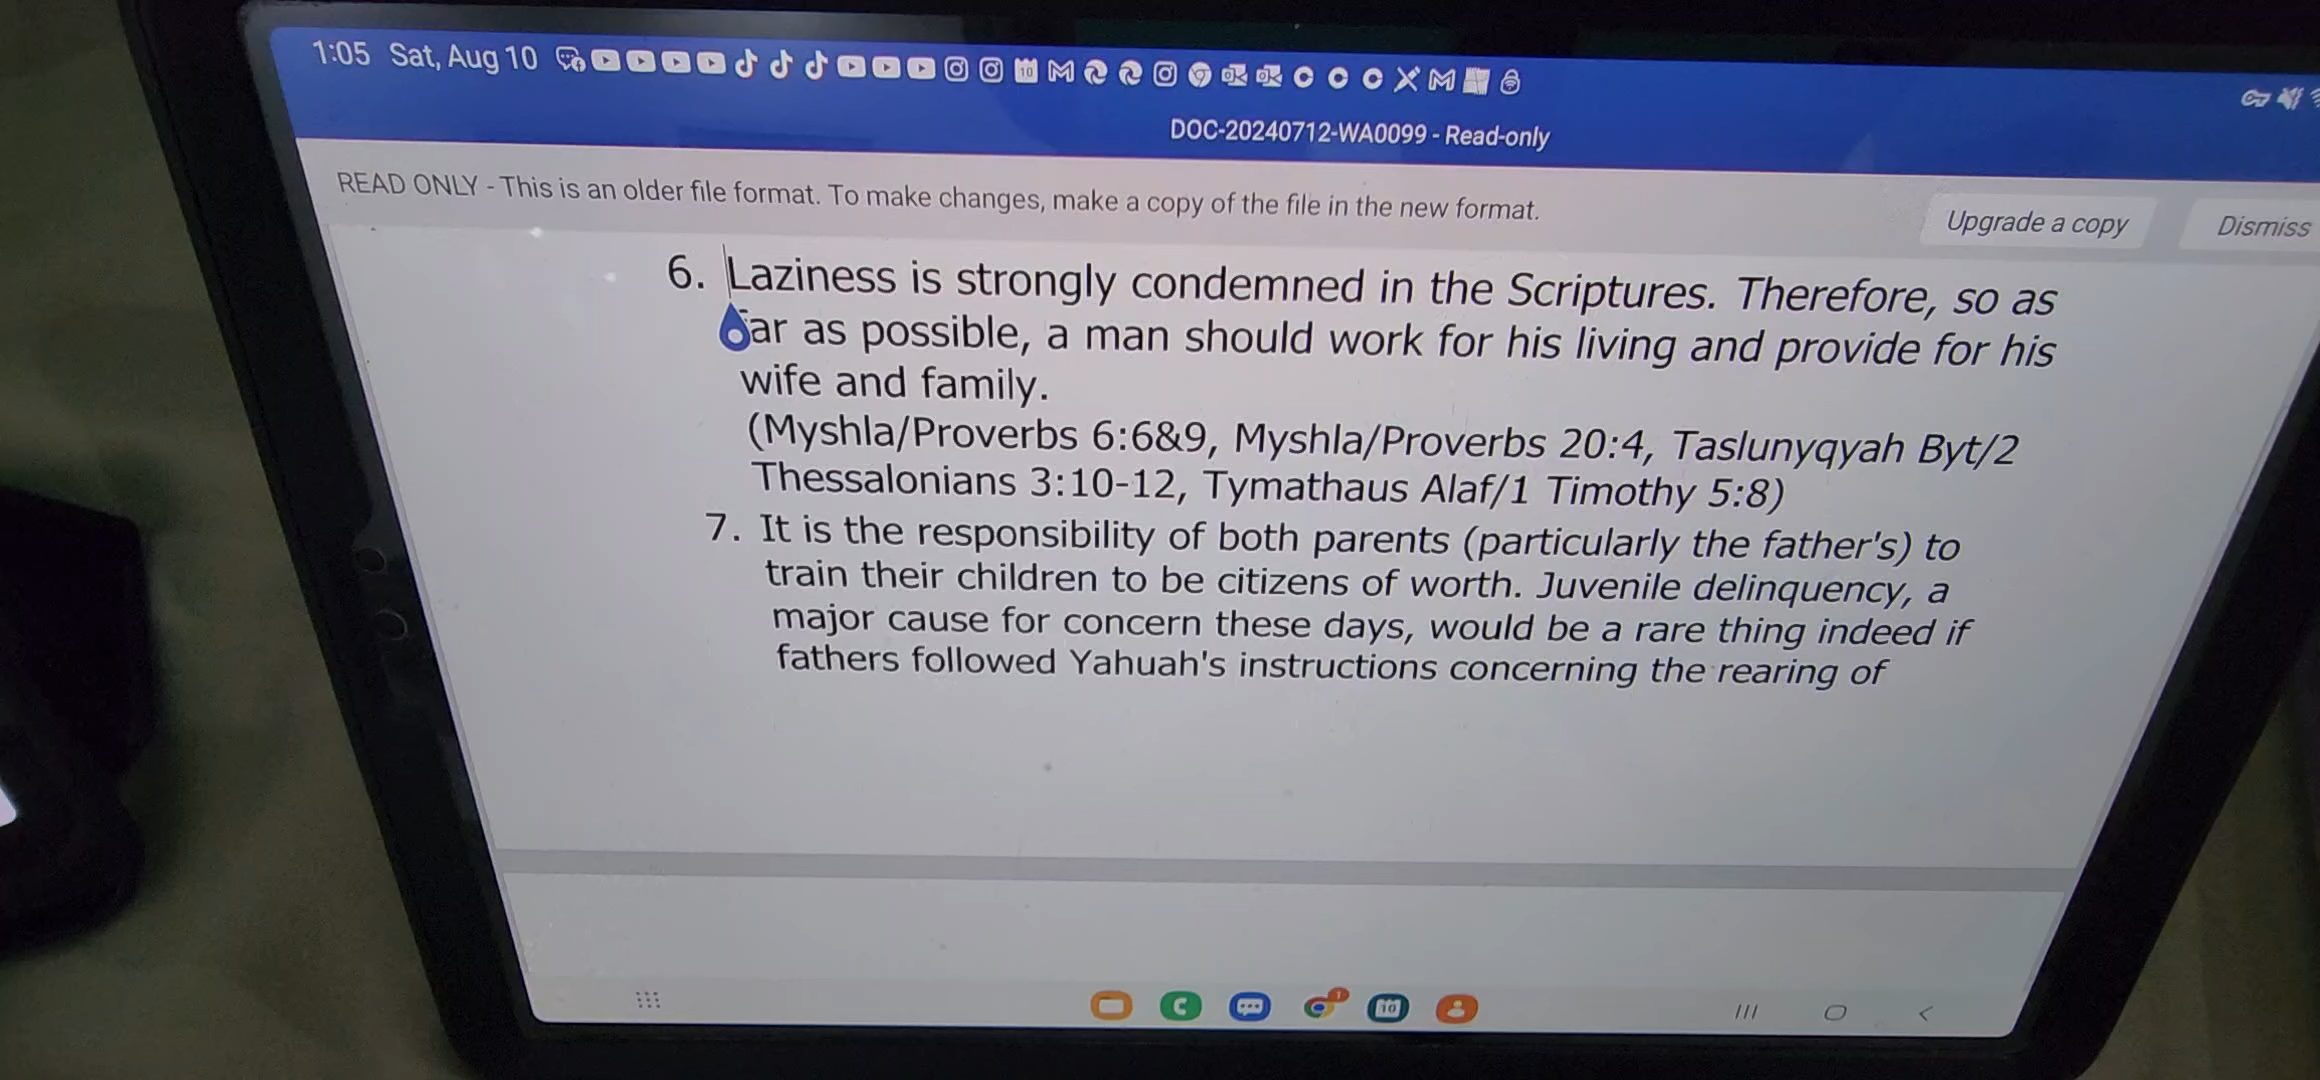 1:05 Sat, Aug 10
DOC-20240712-WA0099 - Read-only
READ ONLY - This is an older file format. To make changes, make a copy of the file in the new format.
Upgrade a copy
Dismiss
6. Laziness is strongly condemned in the Scriptures. Therefore, so as
far as possible, a man should work for his living and provide for his
wife and family.
(Myshla/Proverbs 6:6&9, Myshla/Proverbs 20:4, Taslunyqyah Byt/2
Thessalonians 3:10-12, Tymathaus Alaf/1 Timothy 5:8)
7. It is the responsibility of both parents (particularly the father's) to
train their children to be citizens of worth. Juvenile delinquency, a
major cause for concern these days, would be a rare thing indeed if
fathers followed Yahuah's instructions concerning the rearing of